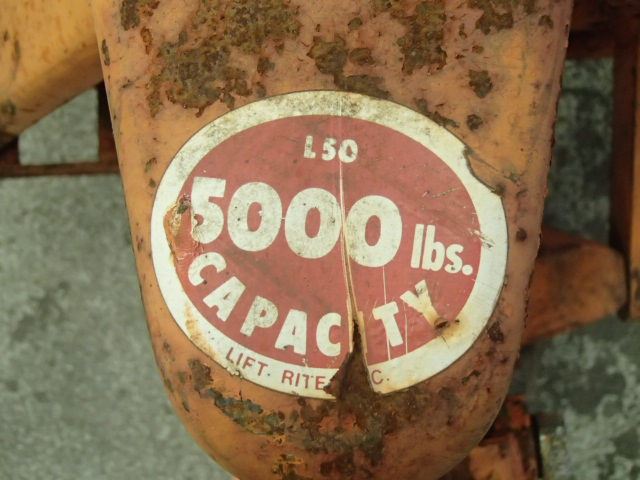 L50
5000 lbs.
CAPACITY
LIFT. RITE